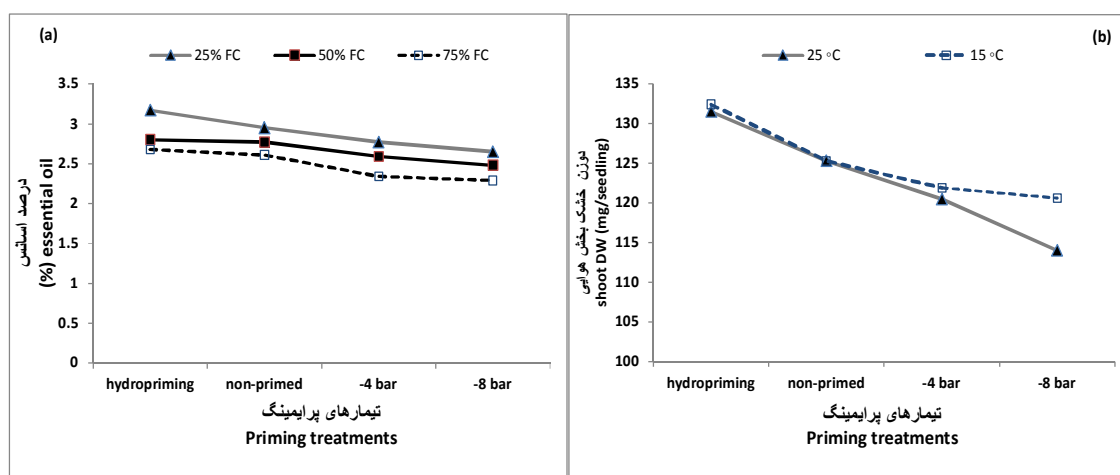 (a)
25% FC 50% FC 75% FC
3.5
3
2.5
2
1.5
1
0.5
0
درصد اسانس
(%) essential oil
hydropriming non-primed -4 bar -8 bar
تیمارهای پرایمینگ
Priming treatments
(b)
25 °C 15 °C
135
130
125
120
115
110
105
100
دوزن خشک بخش هوایی
shoot DW (mg/seedling)
hydropriming non-primed -4 bar -8 bar
تیمارهای پرایمینگ
Priming treatments